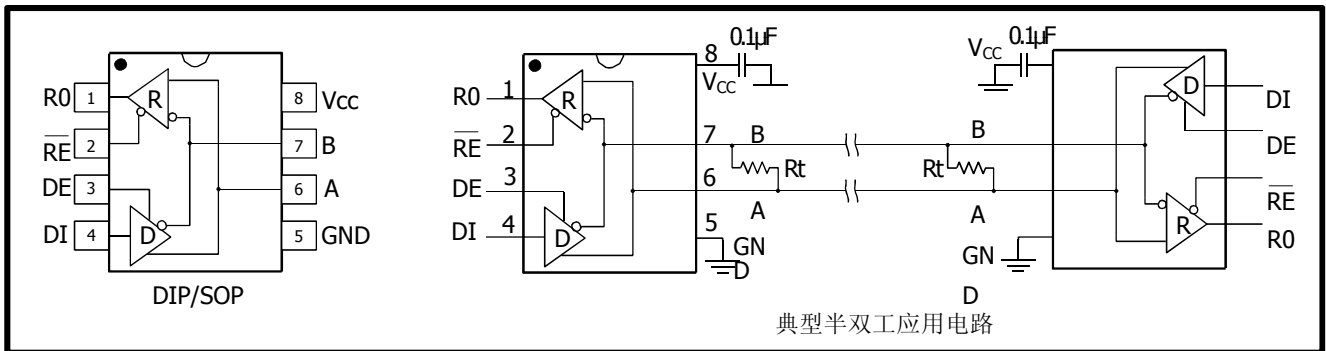 R0 1 R 8 Vcc
RE 2 7 B
DE 3 6 A
DI 4 D 5 GND
DIP/SOP
0.1µF
8
VCC
R0 1 R
RE 2
DE 3
DI 4 D
7 B
Rt
6
A
5
GN
D
0.1µF
VCC
B
Rt
A
GN
D
D
DI
DE
RE
R
R0
典型半双工应用电路